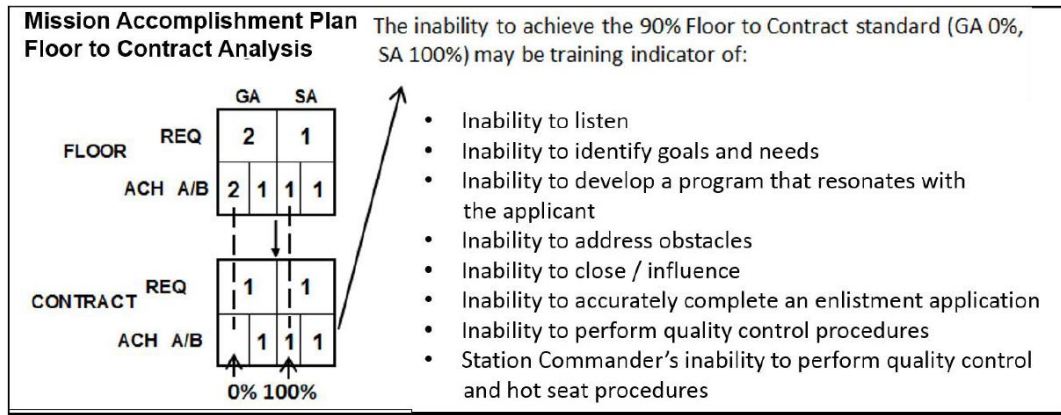 Mission Accomplishment Plan
Floor to Contract Analysis
The inability to achieve the 90% Floor to Contract standard (GA 0%,
SA 100%) may be training indicator of:
GA SA
FLOOR REQ 2 1
ACH A/B 2 1 1 1
CONTRACT REQ 1 1
ACH A/B 1 1 1
0% 100%
• Inability to listen
• Inability to identify goals and needs
• Inability to develop a program that resonates with
the applicant
• Inability to address obstacles
• Inability to close / influence
• Inability to accurately complete an enlistment application
• Inability to perform quality control procedures
• Station Commander's inability to perform quality control
and hot seat procedures